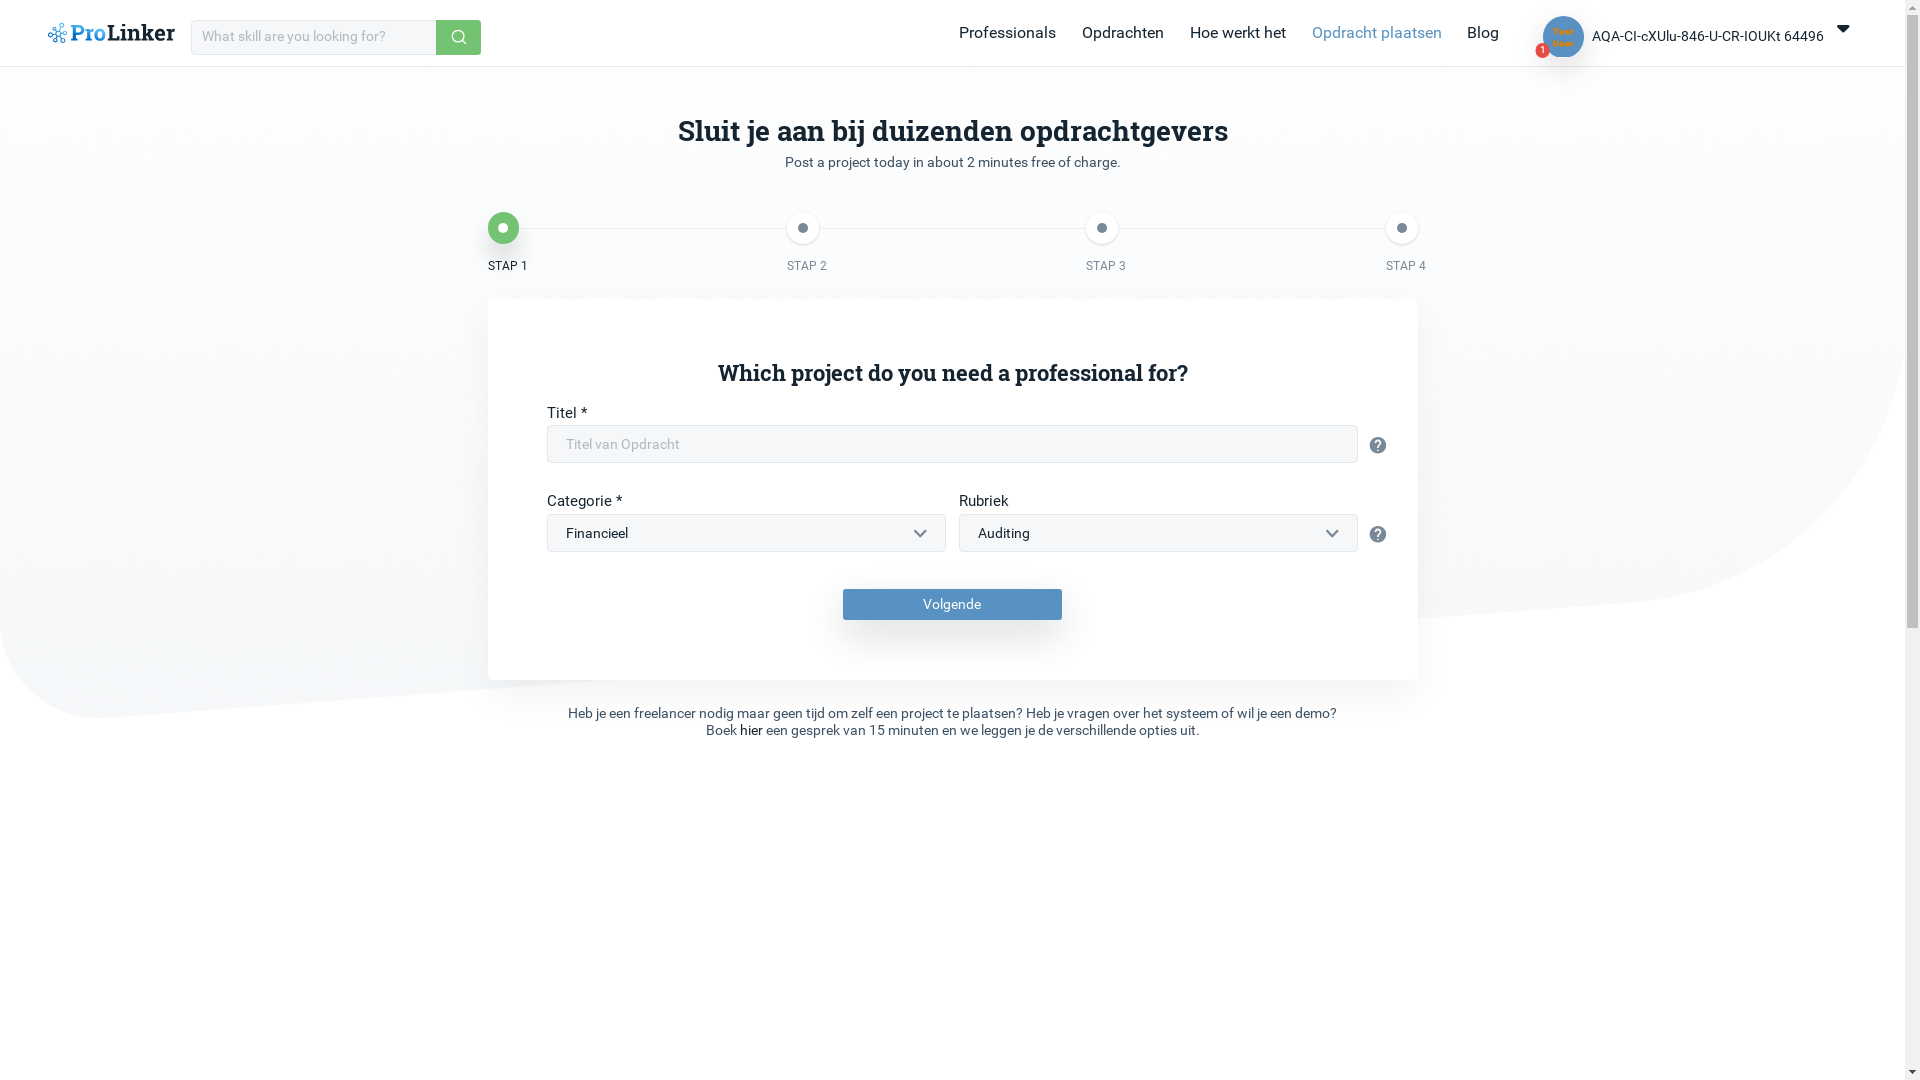 ProLinker
What skill are you looking for?
Professionals
Opdrachten
Hoe werkt het
Opdracht plaatsen
Blog
Test
User
1
AQA-CI-cXUlu-846-U-CR-IOUKt 64496
Sluit je aan bij duizenden opdrachtgevers
Post a project today in about 2 minutes free of charge.
STAP 1
STAP 2
STAP 3
STAP 4
Which project do you need a professional for?
Titel *
Titel van Opdracht
Categorie *
Rubriek
Financieel
Auditing
Volgende
Heb je een freelancer nodig maar geen tijd om zelf een project te plaatsen? Heb je vragen over het systeem of wil je een demo?
Boek hier een gesprek van 15 minuten en we leggen je de verschillende opties uit.